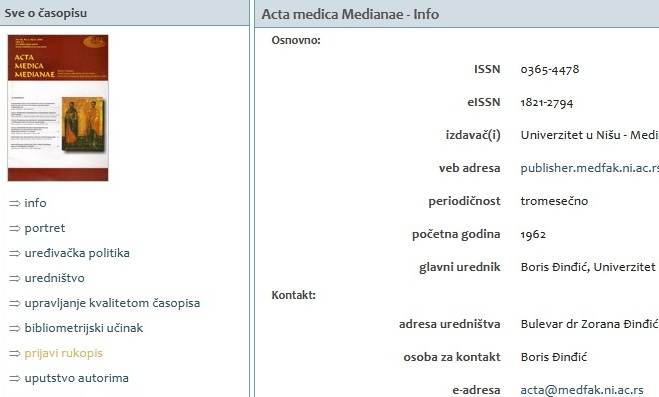 Sve o časopisu
ACTA
MEDICA
MEDIANAE
⇒ info
⇒ portret
⇒ uređivačka politika
⇒ uredništvo
⇒ upravljanje kvalitetom časopisa
⇒ bibliometrijski učinak
⇒ prijavi rukopis
⇒ uputstvo autorima
Acta medica Medianae - Info
Osnovno:
ISSN 0365-4478
eISSN 1821-2794
izdavač(i) Univerzitet u Nišu - Medi
veb adresa publisher.medfak.ni.ac.rs
periodičnost tromesečno
početna godina 1962
glavni urednik Boris Đinđić, Univerzitet
Kontakt:
adresa uredništva Bulevar dr Zorana Đinđić
osoba za kontakt Boris Đinđić
e-adresa acta@medfak.ni.ac.rs